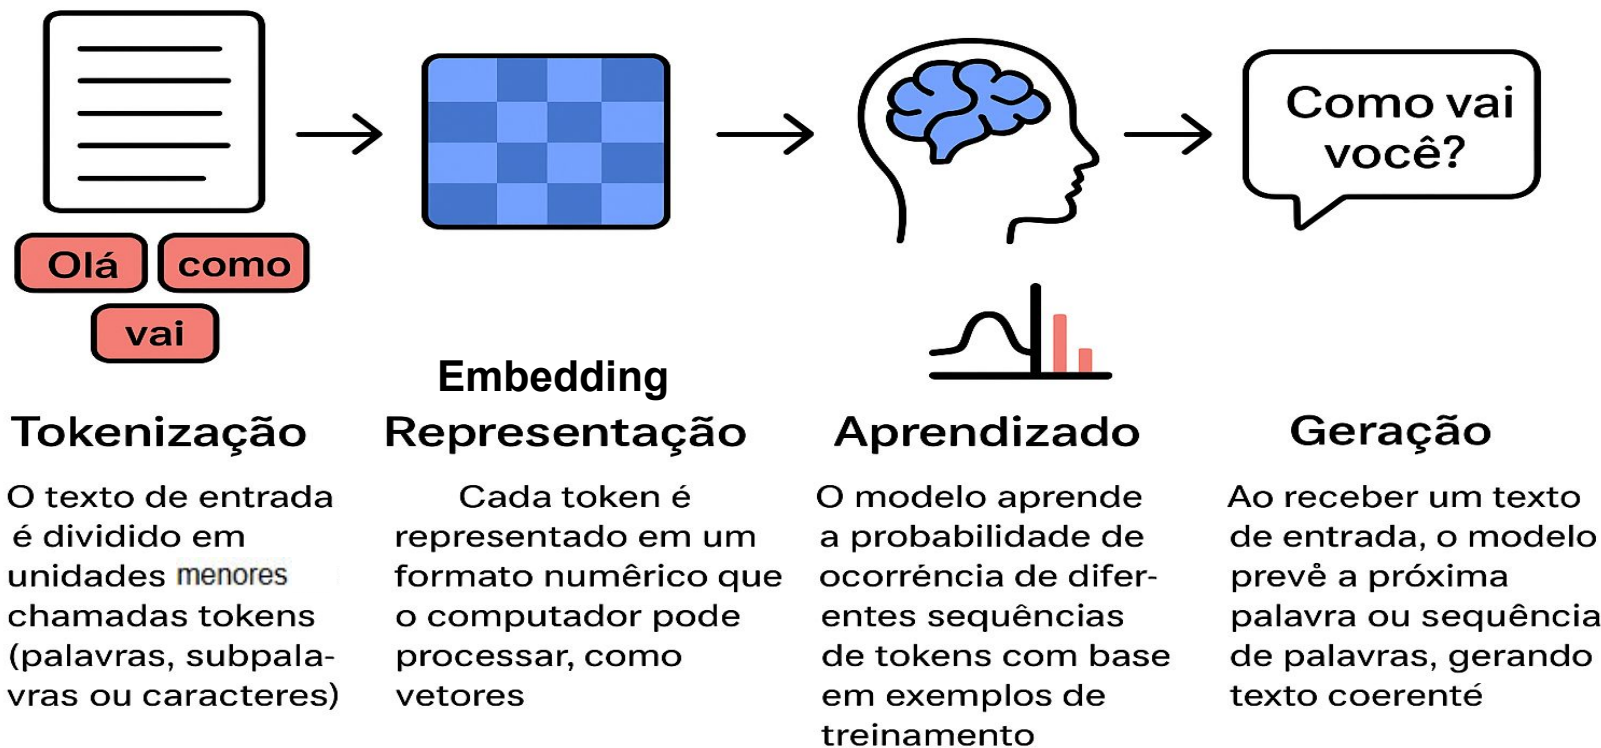 Olá
como
vai
Tokenização
O texto de entrada
é dividido em
unidades menores
chamadas tokens
(palavras, subpala-
vras ou caracteres)
Embedding
Representação
Cada token é
representado em um
formato numêrico que
o computador pode
processar, como
vetores
Aprendizado
O modelo aprende
a probabilidade de
ocorréncia de difer-
entes sequências
de tokens com base
em exemplos de
treinamento
Como vai
você?
Geração
Ao receber um texto
de entrada, o modelo
prevê a próxima
palavra ou sequência
de palavras, gerando
texto coerenté